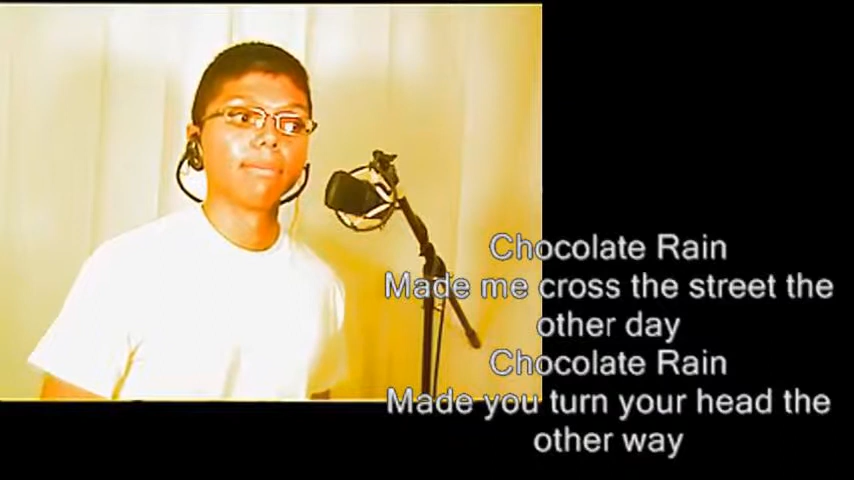 Chocolate Rain
Made me cross the street the
other day
Chocolate Rain
Made you turn your head the
other way